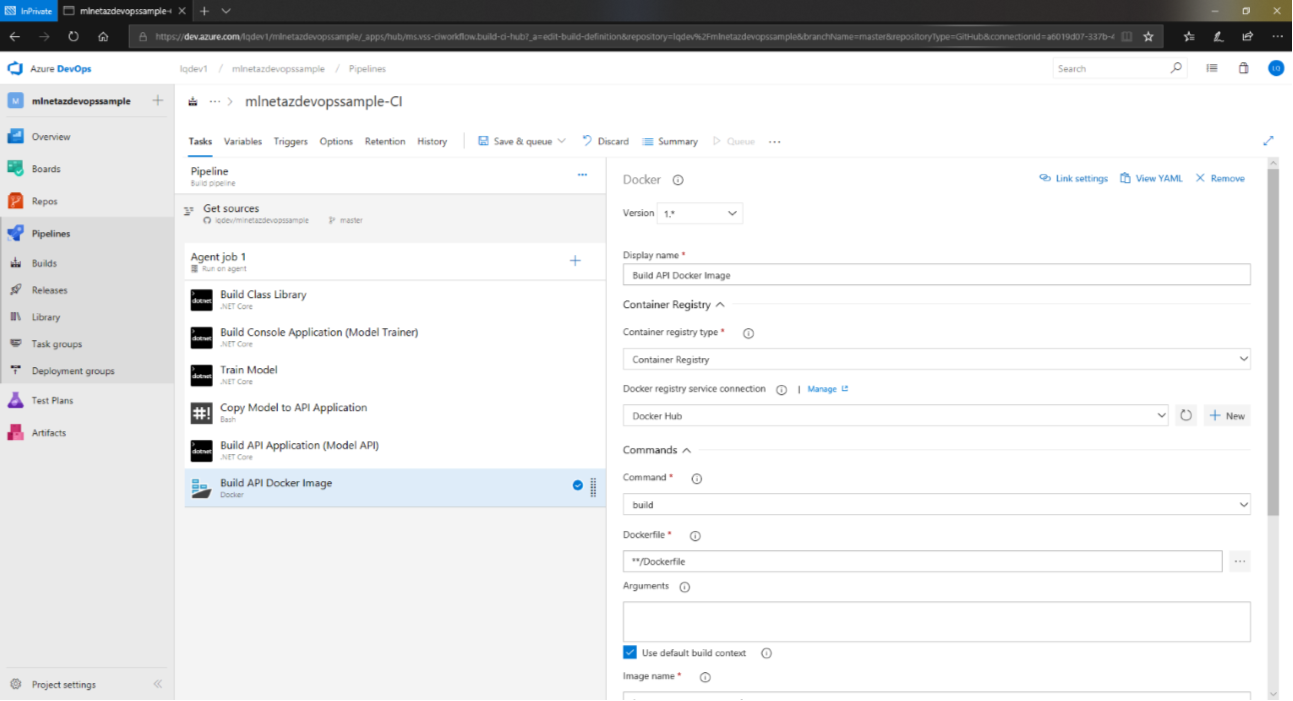 InPrivate
mlnetazdevopssample-
https://dev.azure.com/lqdev1/mlnetazdevopssample/_apps/hub/ms.vss-ciworkflow.build-ci-hub?_a=edit-build-definition&repository=lqdev%2Fmlnetazdevopssample&branchName=master&repositoryType=GitHub&connectionId=a6019d07-337b-4
Azure DevOps
lqdev1 / mlnetazdevopssample / Pipelines
Search
LQ
M mlnetazdevopssample
··· > mlnetazdevopssample-CI
Overview
Boards
Repos
Pipelines
Builds
Releases
Library
Task groups
Deployment groups
Test Plans
Artifacts
Project settings
Tasks Variables Triggers Options Retention History Save & queue Discard Summary Queue ···
Pipeline
Build pipeline
Get sources
lqdev/mlnetazdevopssample master
Agent job 1
Run on agent
dotnet Build Class Library
.NET Core
dotnet Build Console Application (Model Trainer)
.NET Core
dotnet Train Model
.NET Core
#! Copy Model to API Application
Bash
dotnet Build API Application (Model API)
.NET Core
Build API Docker Image
Docker
Docker
Link settings View YAML Remove
Version 1.*
Display name *
Build API Docker Image
Container Registry
Container registry type *
Container Registry
Docker registry service connection | Manage
Docker Hub
New
Commands
Command *
build
Dockerfile *
**/Dockerfile
Arguments
Use default build context
Image name *